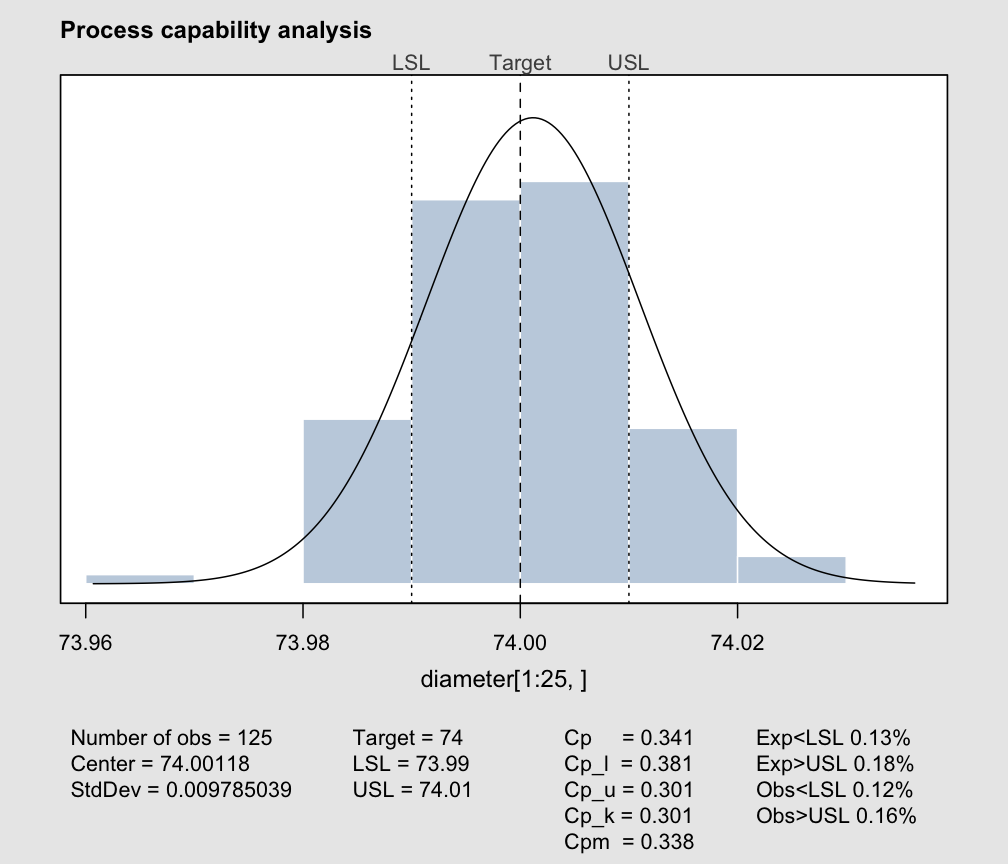 Process capability analysis
LSL Target USL
73.96 73.98 74.00 74.02
diameter[1:25, ]
Number of obs = 125 Target = 74 Cp = 0.341 Exp<LSL 0.13%
Center = 74.00118 LSL = 73.99 Cp_l = 0.381 Exp>USL 0.18%
StdDev = 0.009785039 USL = 74.01 Cp_u = 0.301 Obs<LSL 0.12%
Cp_k = 0.301 Obs>USL 0.16%
Cpm = 0.338